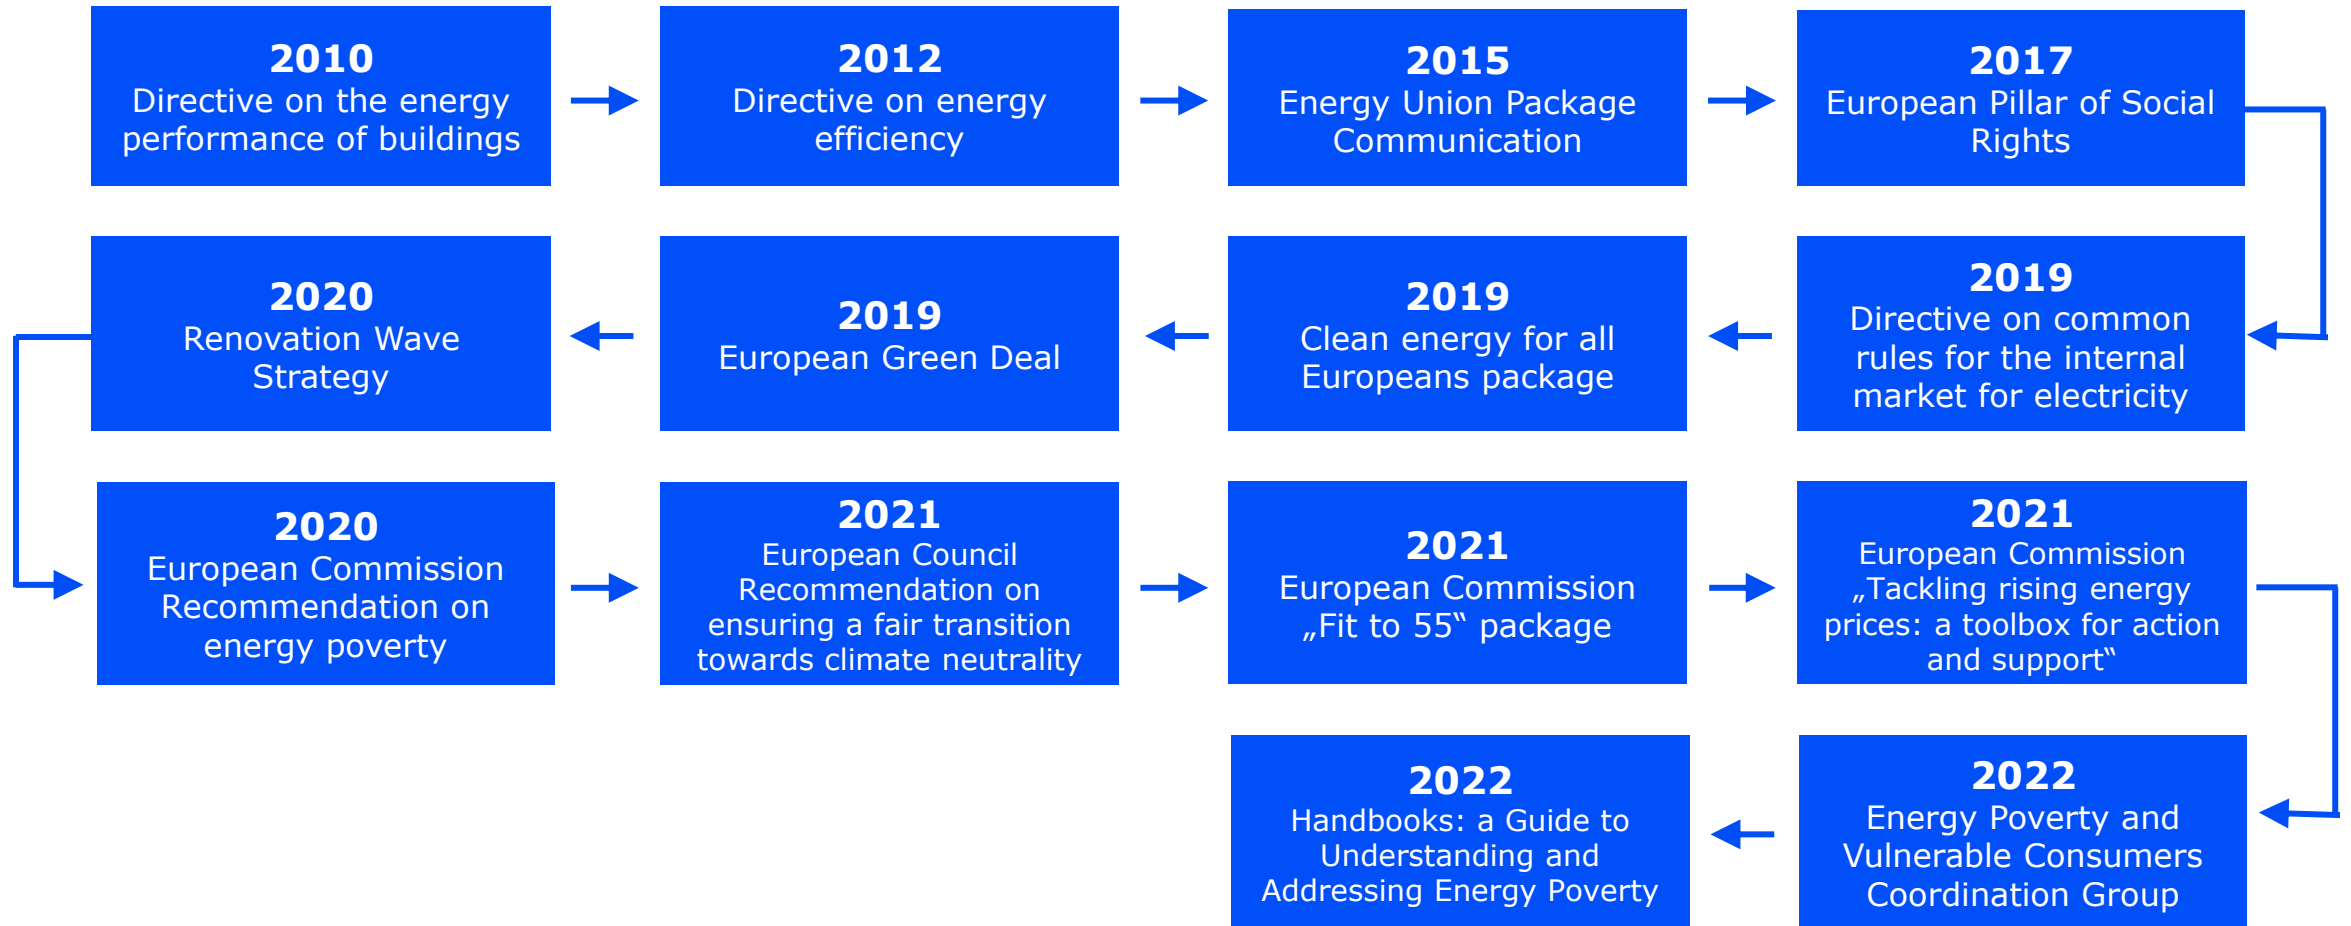 2010
Directive on the energy
performance of buildings
2012
Directive on energy
efficiency
2015
Energy Union Package
Communication
2017
European Pillar of Social
Rights
2019
Directive on common
rules for the internal
market for electricity
2019
Clean energy for all
Europeans package
2019
European Green Deal
2020
Renovation Wave
Strategy
2020
European Commission
Recommendation on
energy poverty
2021
European Council
Recommendation on
ensuring a fair transition
towards climate neutrality
2021
European Commission
„Fit to 55‟ package
2021
European Commission
„Tackling rising energy
prices: a toolbox for action
and support‟
2022
Energy Poverty and
Vulnerable Consumers
Coordination Group
2022
Handbooks: a Guide to
Understanding and
Addressing Energy Poverty